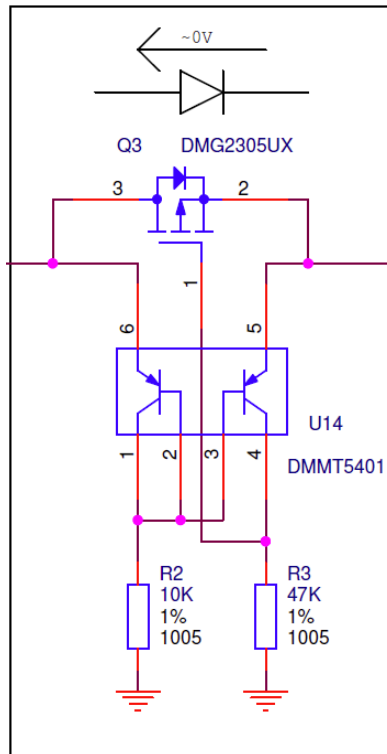 ~0V
Q3 DMG2305UX
3 2
1
6 5
U14
1 2 3 4
DMMT5401
R2 R3
10K 47K
1% 1%
1005 1005